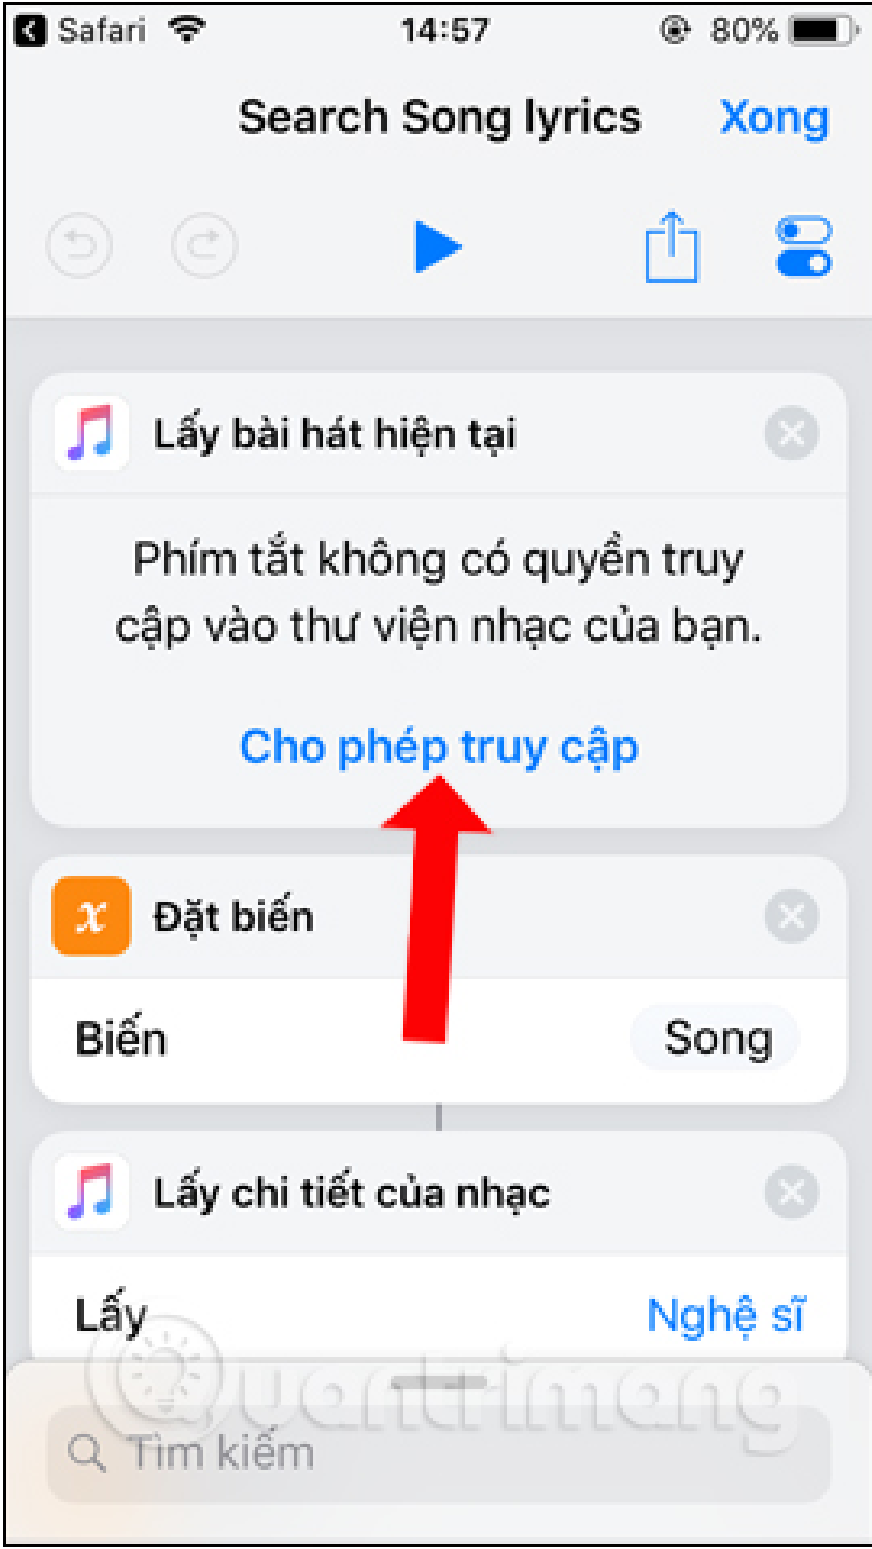 Safari 14:57 80%
Search Song lyrics Xong
Lấy bài hát hiện tại
Phím tắt không có quyền truy
cập vào thư viện nhạc của bạn.
Cho phép truy cập
x Đặt biến
Biến Song
Lấy chi tiết của nhạc
Lấy Nghệ sĩ
Quantrimang
Tìm kiếm